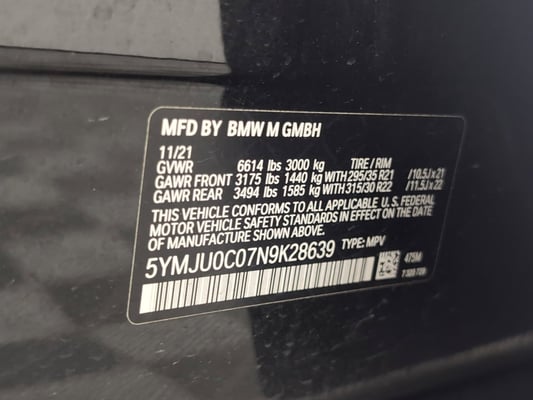 MFD BY BMW M GMBH
11/21
GVWR 6614 lbs 3000 kg TIRE / RIM
GAWR FRONT 3175 lbs 1440 kg WITH 295/35 R21 /10.5J x 21
GAWR REAR 3494 lbs 1585 kg WITH 315/30 R22 /11.5J x 22
THIS VEHICLE CONFORMS TO ALL APPLICABLE U. S. FEDERAL
MOTOR VEHICLE SAFETY STANDARDS IN EFFECT ON THE DATE
OF MANUFACTURE SHOWN ABOVE.
5YMJU0C07N9K28639 TYPE: MPV
475M